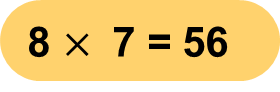 8 × 7 = 56